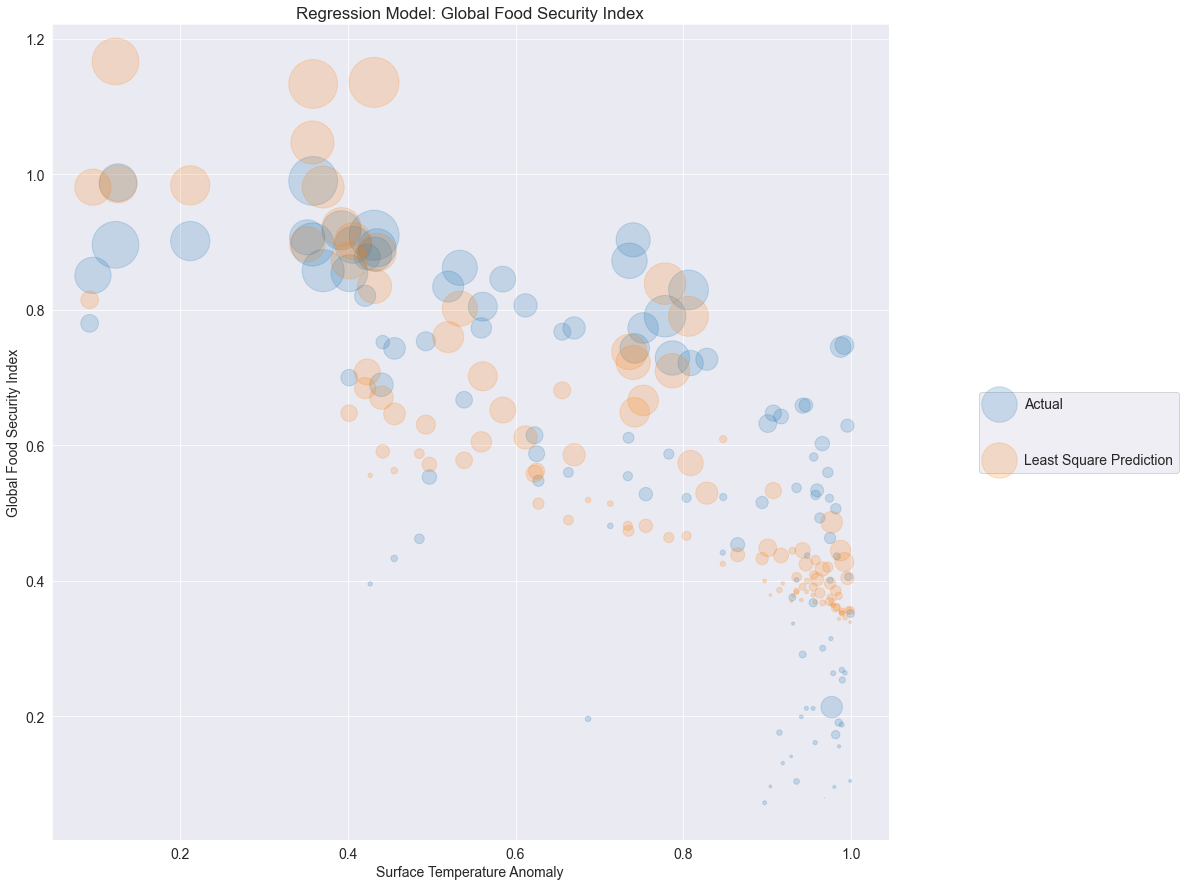 Regression Model: Global Food Security Index
1.2
1.0
0.8
0.6
0.4
0.2
Global Food Security Index
0.2
0.4
0.6
0.8
1.0
Surface Temperature Anomaly
Actual
Least Square Prediction